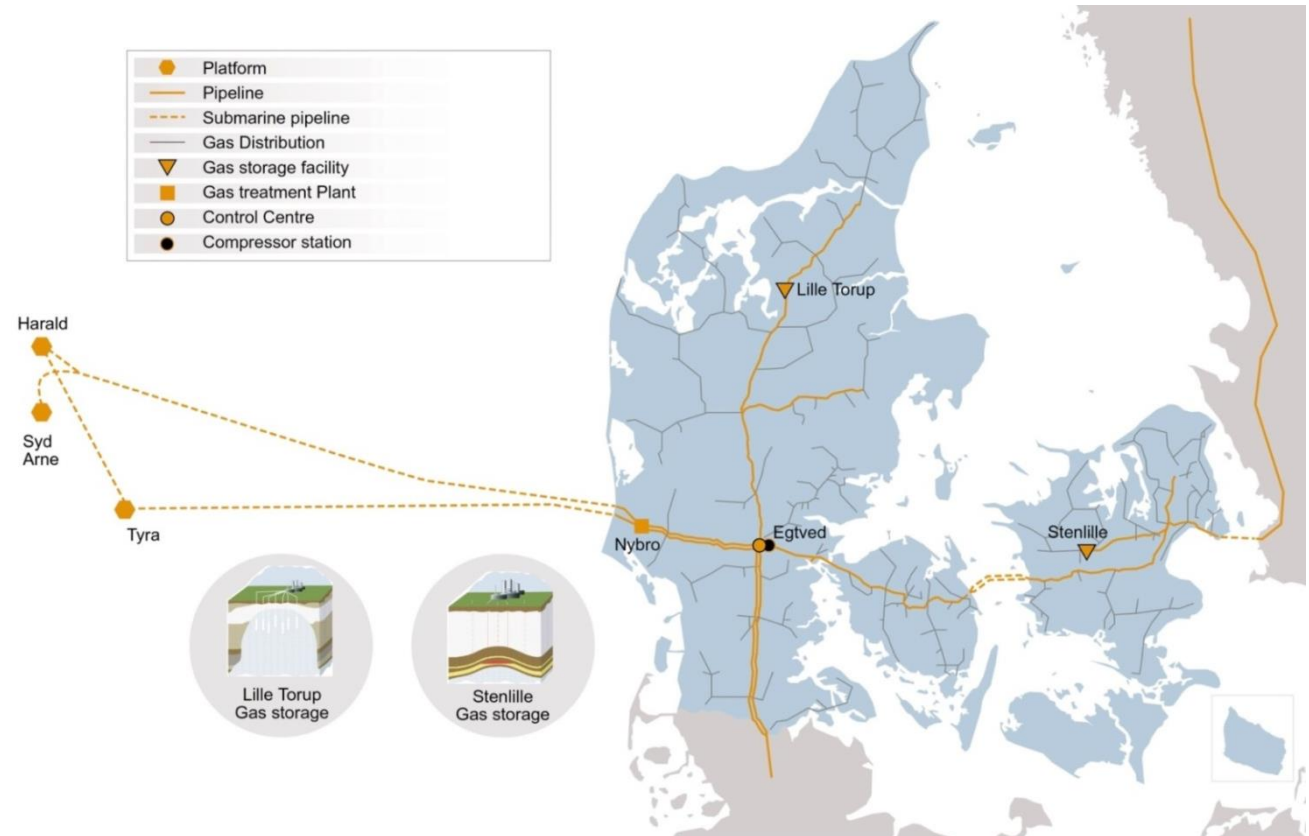 Platform
Pipeline
Submarine pipeline
Gas Distribution
Gas storage facility
Gas treatment Plant
Control Centre
Compressor station
Lille Torup
Harald
Syd
Arne
Tyra
Nybro
Egtved
Stenlille
Lille Torup
Gas storage
Stenlille
Gas storage